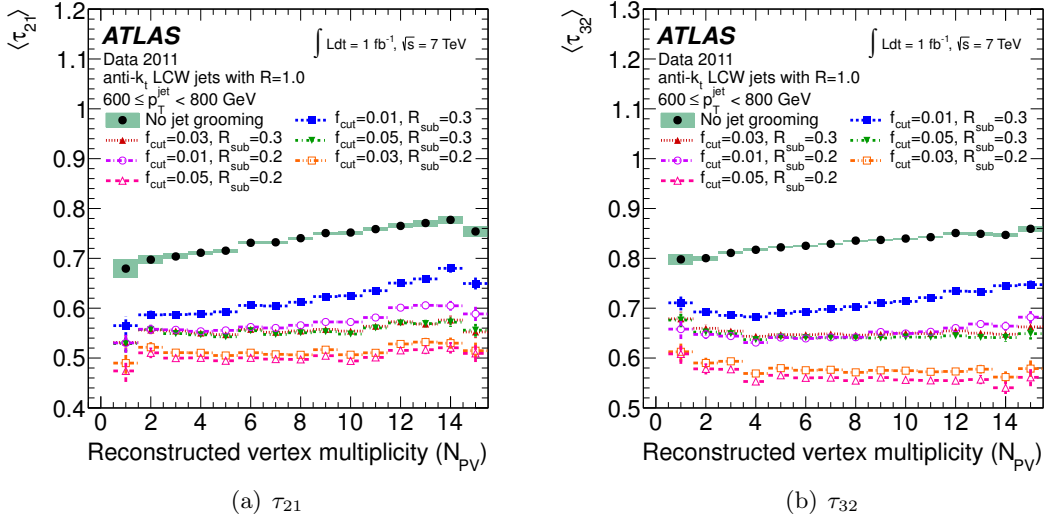 ⟨τ21⟩
1.2
1.1
1
0.9
0.8
0.7
0.6
0.5
0.4
ATLAS
∫ Ldt = 1 fb⁻¹, √s = 7 TeV
Data 2011
anti-kt LCW jets with R=1.0
600 ≤ pT^jet < 800 GeV
No jet grooming
fcut=0.01, Rsub=0.3
fcut=0.03, Rsub=0.3
fcut=0.05, Rsub=0.3
fcut=0.01, Rsub=0.2
fcut=0.03, Rsub=0.2
fcut=0.05, Rsub=0.2
0 2 4 6 8 10 12 14
Reconstructed vertex multiplicity (NPV)
(a) τ21
⟨τ32⟩
1.3
1.2
1.1
1
0.9
0.8
0.7
0.6
0.5
ATLAS
∫ Ldt = 1 fb⁻¹, √s = 7 TeV
Data 2011
anti-kt LCW jets with R=1.0
600 ≤ pT^jet < 800 GeV
No jet grooming
fcut=0.01, Rsub=0.3
fcut=0.03, Rsub=0.3
fcut=0.05, Rsub=0.3
fcut=0.01, Rsub=0.2
fcut=0.03, Rsub=0.2
fcut=0.05, Rsub=0.2
0 2 4 6 8 10 12 14
Reconstructed vertex multiplicity (NPV)
(b) τ32